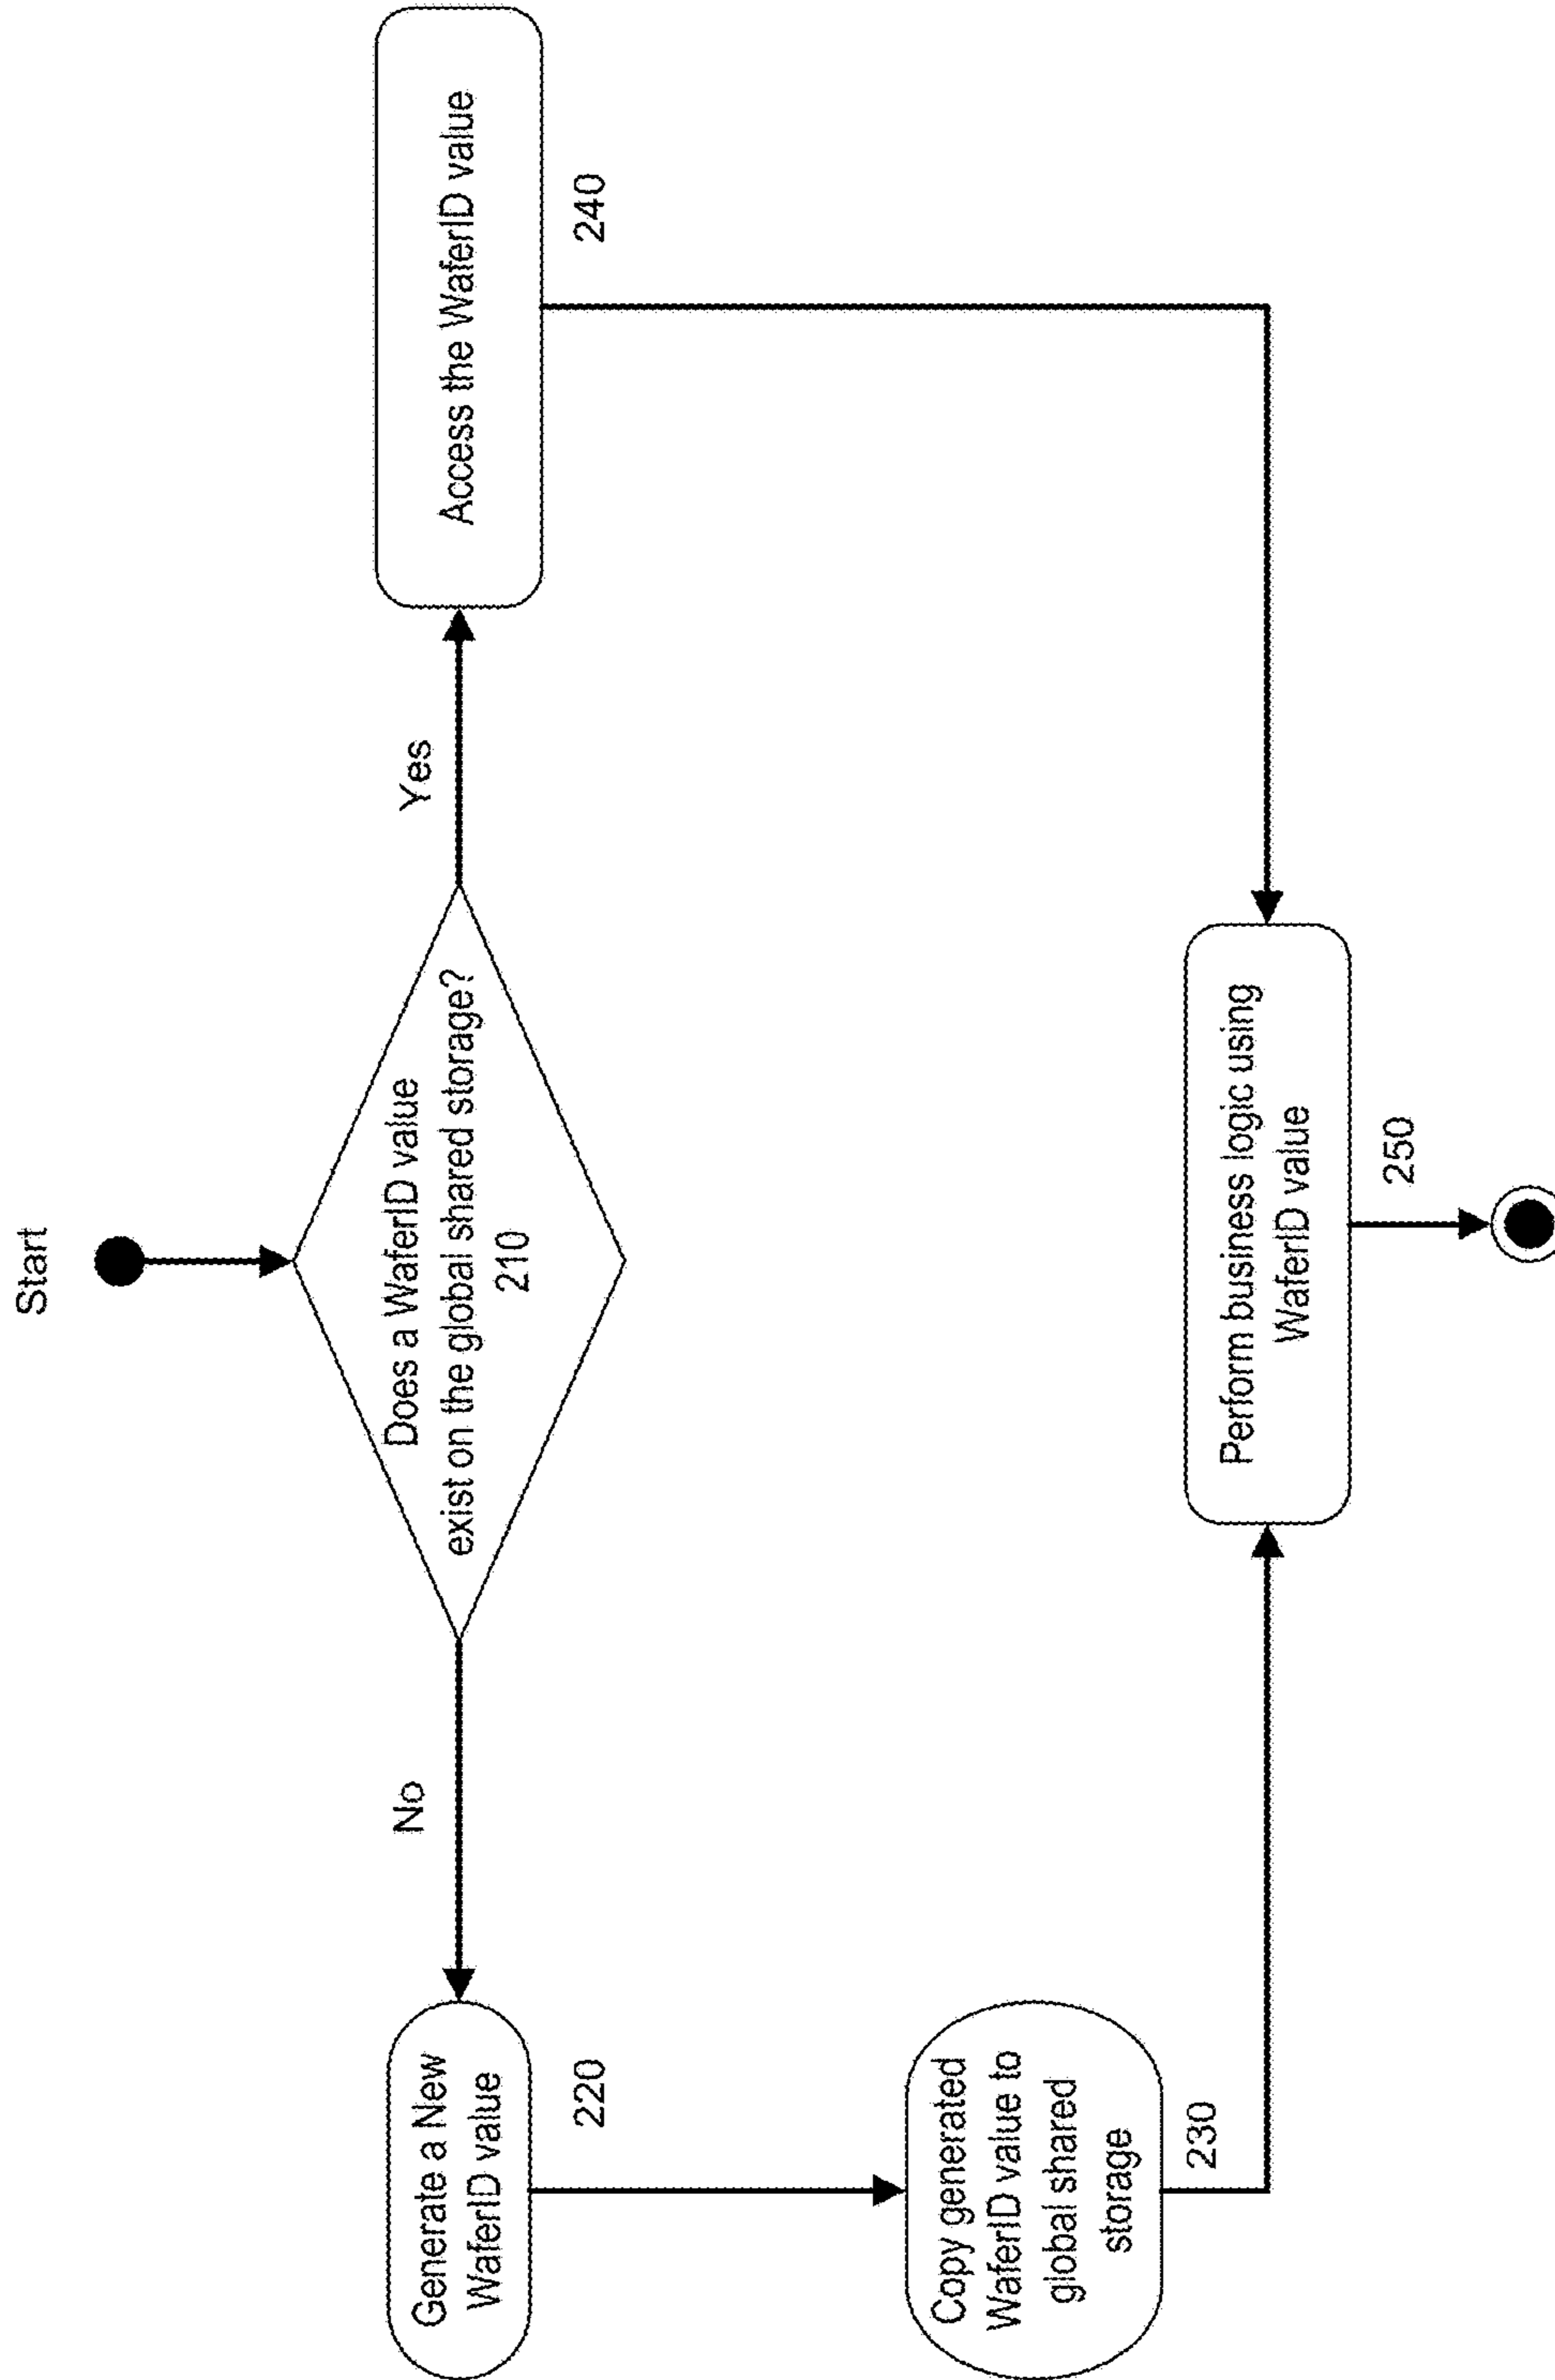 Start
Does a WaferID value
exist on the global shared storage?
210
No
Yes
Generate a New
WaferID value
220
Access the WaferID value
240
Copy generated
WaferID value to
global shared
storage
230
Perform business logic using
WaferID value
250